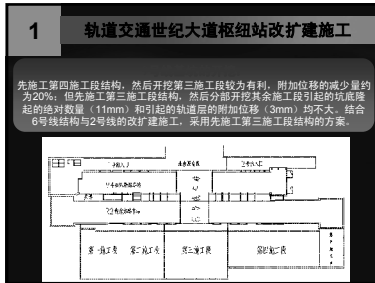 1
轨道交通世纪大道枢纽站改扩建施工
先施工第四施工段结构，然后开挖第三施工段较为有利，附加位移的减少量约
为20%；但先施工第三施工段结构，然后分部开挖其余施工段引起的坑底隆
起的绝对数量（11mm）和引起的轨道层的附加位移（3mm）均不大。结合
6号线结构与2号线的改扩建施工，采用先施工第三施工段结构的方案。
第一施工段 第二施工段 第三施工段 第四施工段